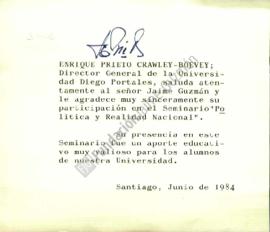 ENRIQUE PRIETO CRAWLEY-BOEVEY;
Director General de la Universi-
dad Diego Portales, saluda aten-
tamente al señor Jaime Guzmán y
le agradece muy sinceramente su
participación en el Seminario"Po
lítica y Realidad Nacional".
Su presencia en este
Seminario fue un aporte educati-
vo muy valioso para los alumnos
de nuestra Universidad.
Santiago, Junio de 1984